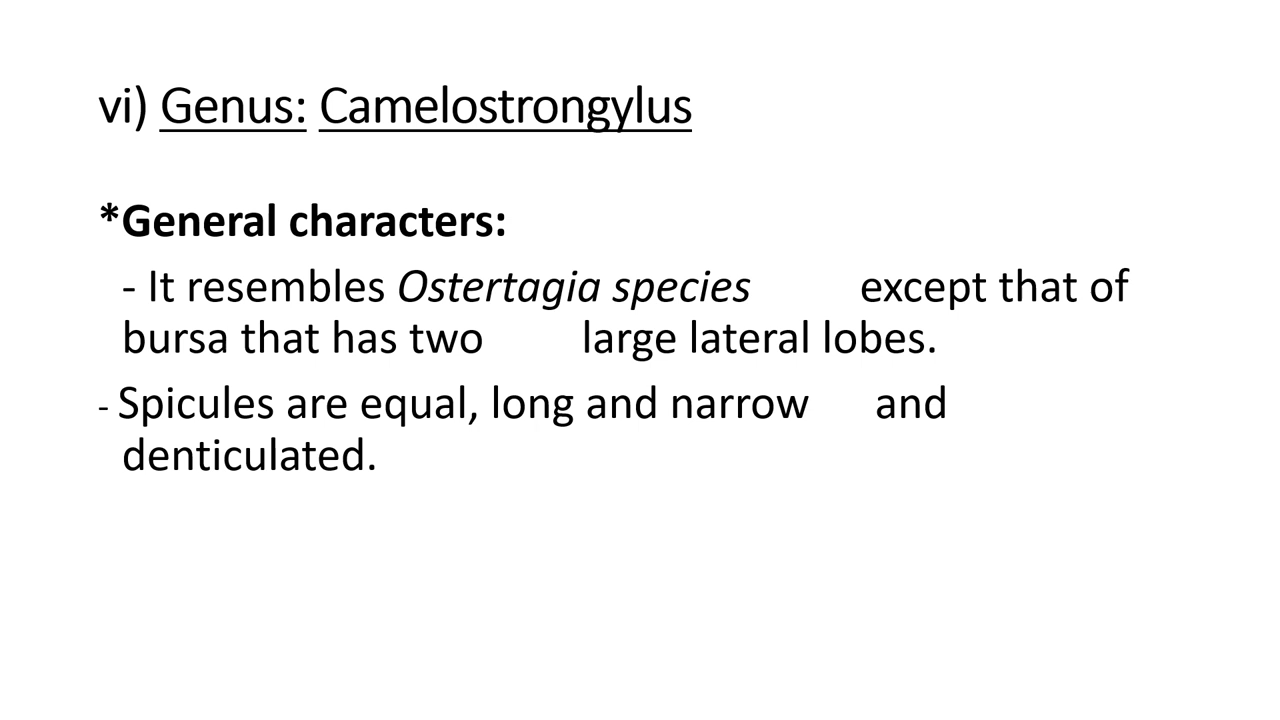 vi) Genus: Camelostrongylus
*General characters:
- It resembles Ostertagia species except that of
bursa that has two large lateral lobes.
- Spicules are equal, long and narrow and
denticulated.